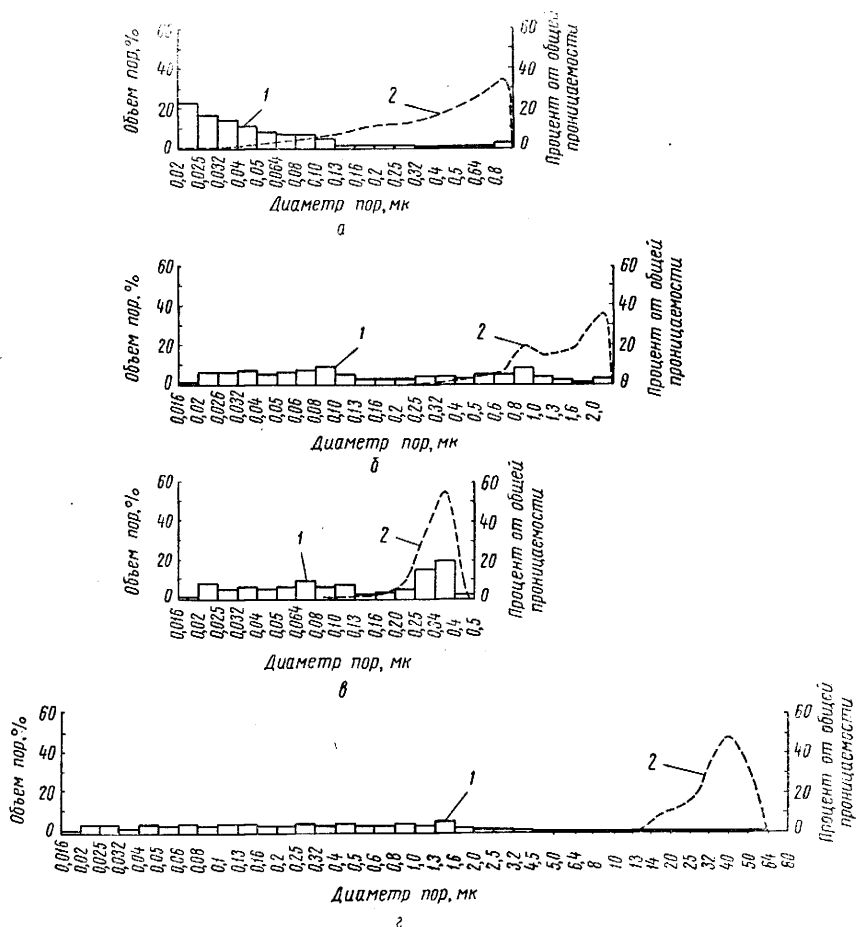 Объем пор, %
60
40
20
0
1
2
60
40
20
0
Процент от общей
проницаемости
0,02 0,025 0,032 0,04 0,05 0,064 0,08 0,10 0,13 0,16 0,2 0,25 0,32 0,4 0,5 0,64 0,8
Диаметр пор, мк
а
Объем пор. %
60
40
20
0
1
2
60
40
20
0
Процент от общей
проницаемости
0,016 0,02 0,026 0,032 0,04 0,05 0,06 0,08 0,10 0,13 0,16 0,2 0,25 0,32 0,4 0,5 0,6 0,8 1,0 1,3 1,6 2,0
Диаметр пор, мк
б
Объем пор, %
60
40
20
0
1
2
60
40
20
0
Процент от общей
проницаемости
0,016 0,02 0,025 0,032 0,04 0,05 0,064 0,08 0,10 0,13 0,16 0,20 0,25 0,34 0,4 0,5
Диаметр пор, мк
в
Объем пор, %
60
40
20
0
1
2
60
40
20
0
Процент от общей
проницаемости
0,016 0,02 0,025 0,032 0,04 0,05 0,06 0,08 0,1 0,13 0,16 0,2 0,25 0,32 0,4 0,5 0,6 0,8 1,0 1,3 1,6 2,0 2,5 3,2 4,5 5,0 6,4 8 10 13 14 20 25 32 40 50 64 80
Диаметр пор, мк
г